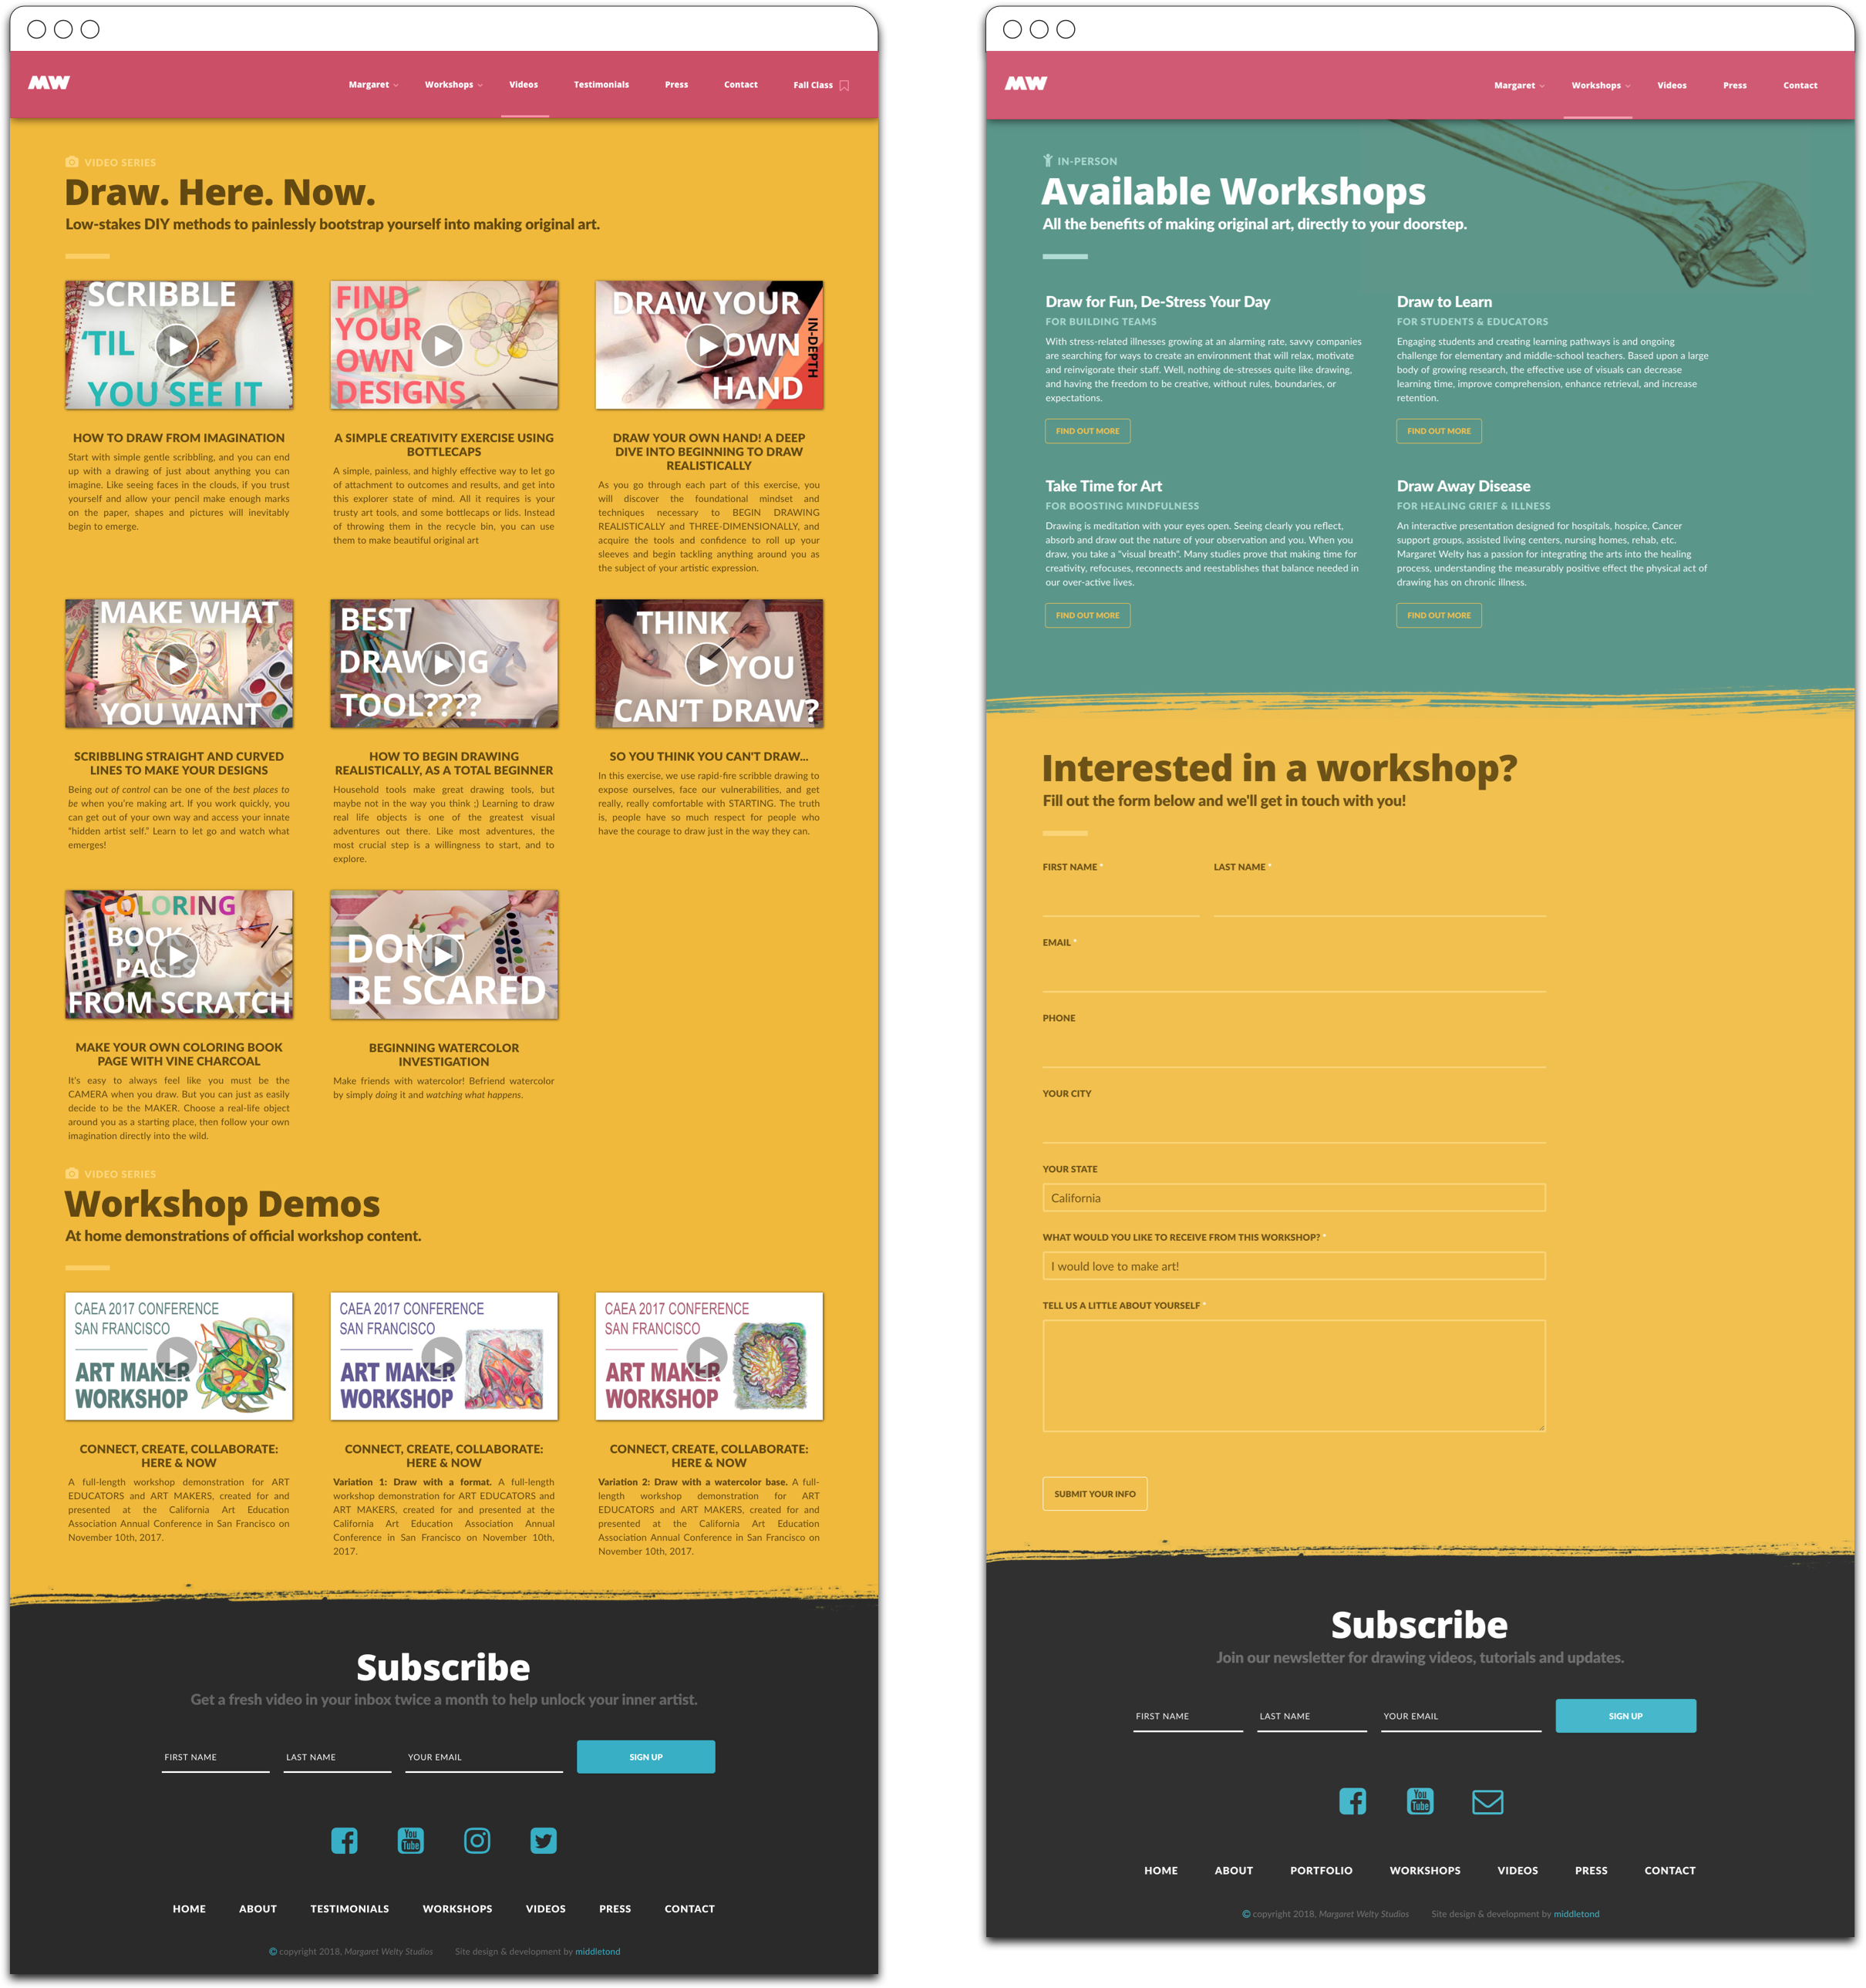 MW
Margaret
Workshops
Videos
Testimonials
Press
Contact
Fall Class
VIDEO SERIES
Draw. Here. Now.
Low-stakes DIY methods to painlessly bootstrap yourself into making original art.
SCRIBBLE
'TIL
YOU SEE IT
HOW TO DRAW FROM IMAGINATION
Start with simple gentle scribbling, and you can end
up with a drawing of just about anything you can
imagine. Like seeing faces in the clouds, if you trust
yourself and allow your pencil make enough marks
on the paper, shapes and pictures will inevitably
begin to emerge.
FIND
YOUR
OWN
DESIGNS
A SIMPLE CREATIVITY EXERCISE USING
BOTTLECAPS
A simple, painless, and highly effective way to let go
of attachment to outcomes and results, and get into
this explorer state of mind. All it requires is your
trusty art tools, and some bottlecaps or lids. Instead
of throwing them in the recycle bin, you can use
them to make beautiful original art
DRAW YOUR
OWN
HAND
IN-DEPTH
DRAW YOUR OWN HAND! A DEEP
DIVE INTO BEGINNING TO DRAW
REALISTICALLY
As you go through each part of this exercise, you
will discover the foundational mindset and
techniques necessary to BEGIN DRAWING
REALISTICALLY and THREE-DIMENSIONALLY, and
acquire the tools and confidence to roll up your
sleeves and begin tackling anything around you as
the subject of your artistic expression.
MAKE WHAT
YOU WANT
SCRIBBLING STRAIGHT AND CURVED
LINES TO MAKE YOUR DESIGNS
Being out of control can be one of the best places to
be when you're making art. If you work quickly, you
can get out of your own way and access your innate
"hidden artist self." Learn to let go and watch what
emerges!
BEST
DRAWING
TOOL????
HOW TO BEGIN DRAWING
REALISTICALLY, AS A TOTAL BEGINNER
Household tools make great drawing tools, but
maybe not in the way you think ;) Learning to draw
real life objects is one of the greatest visual
adventures out there. Like most adventures, the
most crucial step is a willingness to start, and to
explore.
THINK
YOU
CAN'T DRAW?
SO YOU THINK YOU CAN'T DRAW...
In this exercise, we use rapid-fire scribble drawing to
expose ourselves, face our vulnerabilities, and get
really, really comfortable with STARTING. The truth
is, people have so much respect for people who
have the courage to draw just in the way they can.
COLORING
BOOK
PAGES
FROM SCRATCH
MAKE YOUR OWN COLORING BOOK
PAGE WITH VINE CHARCOAL
It's easy to always feel like you must be the
CAMERA when you draw. But you can just as easily
decide to be the MAKER. Choose a real-life object
around you as a starting place, then follow your own
imagination directly into the wild.
DON'T
BE SCARED
BEGINNING WATERCOLOR
INVESTIGATION
Make friends with watercolor! Befriend watercolor
by simply doing it and watching what happens.
VIDEO SERIES
Workshop Demos
At home demonstrations of official workshop content.
CAEA 2017 CONFERENCE
SAN FRANCISCO
ART MAKER
WORKSHOP
CONNECT, CREATE, COLLABORATE:
HERE & NOW
A full-length workshop demonstration for ART
EDUCATORS and ART MAKERS, created for and
presented at the California Art Education
Association Annual Conference in San Francisco on
November 10th, 2017.
CAEA 2017 CONFERENCE
SAN FRANCISCO
ART MAKER
WORKSHOP
CONNECT, CREATE, COLLABORATE:
HERE & NOW
Variation 1: Draw with a format. A full-length
workshop demonstration for ART EDUCATORS and
ART MAKERS, created for and presented at the
California Art Education Association Annual
Conference in San Francisco on November 10th,
2017.
CAEA 2017 CONFERENCE
SAN FRANCISCO
ART MAKER
WORKSHOP
CONNECT, CREATE, COLLABORATE:
HERE & NOW
Variation 2: Draw with a watercolor base. A full-
length workshop demonstration for ART
EDUCATORS and ART MAKERS, created for and
presented at the California Art Education
Association Annual Conference in San Francisco on
November 10th, 2017.
Subscribe
Get a fresh video in your inbox twice a month to help unlock your inner artist.
FIRST NAME
LAST NAME
YOUR EMAIL
SIGN UP
You Tube
HOME
ABOUT
TESTIMONIALS
WORKSHOPS
VIDEOS
PRESS
CONTACT
© copyright 2018, Margaret Welty Studios
Site design & development by middletond
MW
Margaret
Workshops
Videos
Press
Contact
IN-PERSON
Available Workshops
All the benefits of making original art, directly to your doorstep.
Draw for Fun, De-Stress Your Day
FOR BUILDING TEAMS
With stress-related illnesses growing at an alarming rate, savvy companies
are searching for ways to create an environment that will relax, motivate
and reinvigorate their staff. Well, nothing de-stresses quite like drawing,
and having the freedom to be creative, without rules, boundaries, or
expectations.
FIND OUT MORE
Draw to Learn
FOR STUDENTS & EDUCATORS
Engaging students and creating learning pathways is and ongoing
challenge for elementary and middle-school teachers. Based upon a large
body of growing research, the effective use of visuals can decrease
learning time, improve comprehension, enhance retrieval, and increase
retention.
FIND OUT MORE
Take Time for Art
FOR BOOSTING MINDFULNESS
Drawing is meditation with your eyes open. Seeing clearly you reflect,
absorb and draw out the nature of your observation and you. When you
draw, you take a "visual breath". Many studies prove that making time for
creativity, refocuses, reconnects and reestablishes that balance needed in
our over-active lives.
FIND OUT MORE
Draw Away Disease
FOR HEALING GRIEF & ILLNESS
An interactive presentation designed for hospitals, hospice, Cancer
support groups, assisted living centers, nursing homes, rehab, etc.
Margaret Welty has a passion for integrating the arts into the healing
process, understanding the measurably positive effect the physical act of
drawing has on chronic illness.
FIND OUT MORE
Interested in a workshop?
Fill out the form below and we'll get in touch with you!
FIRST NAME *
LAST NAME *
EMAIL *
PHONE
YOUR CITY
YOUR STATE
California
WHAT WOULD YOU LIKE TO RECEIVE FROM THIS WORKSHOP? *
I would love to make art!
TELL US A LITTLE ABOUT YOURSELF *
SUBMIT YOUR INFO
Subscribe
Join our newsletter for drawing videos, tutorials and updates.
FIRST NAME
LAST NAME
YOUR EMAIL
SIGN UP
You Tube
HOME
ABOUT
PORTFOLIO
WORKSHOPS
VIDEOS
PRESS
CONTACT
© copyright 2018, Margaret Welty Studios
Site design & development by middletond